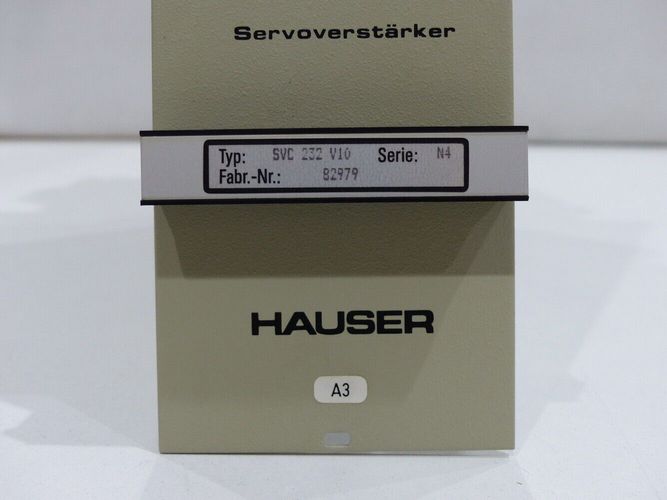 Servoverstärker
Typ: SVC 232 V10 Serie: N4
Fabr.-Nr.: 82979
HAUSER
A3